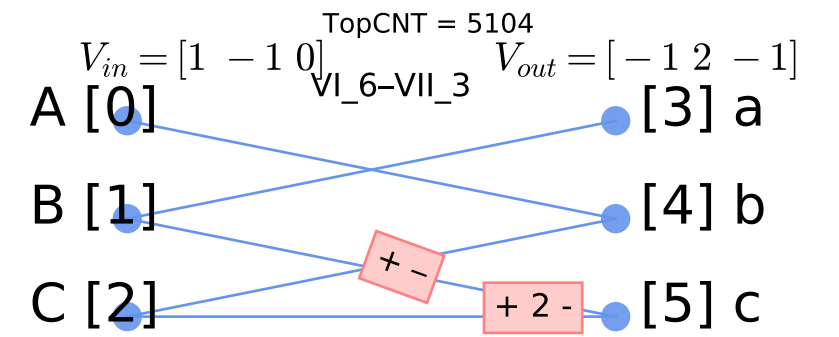 TopCNT = 5104
V_in = [1 −1 0]
V_out = [−1 2 −1]
VI_6−VII_3
A [0]
[3] a
B [1]
[4] b
+ −
C [2]
+ 2 -
[5] c